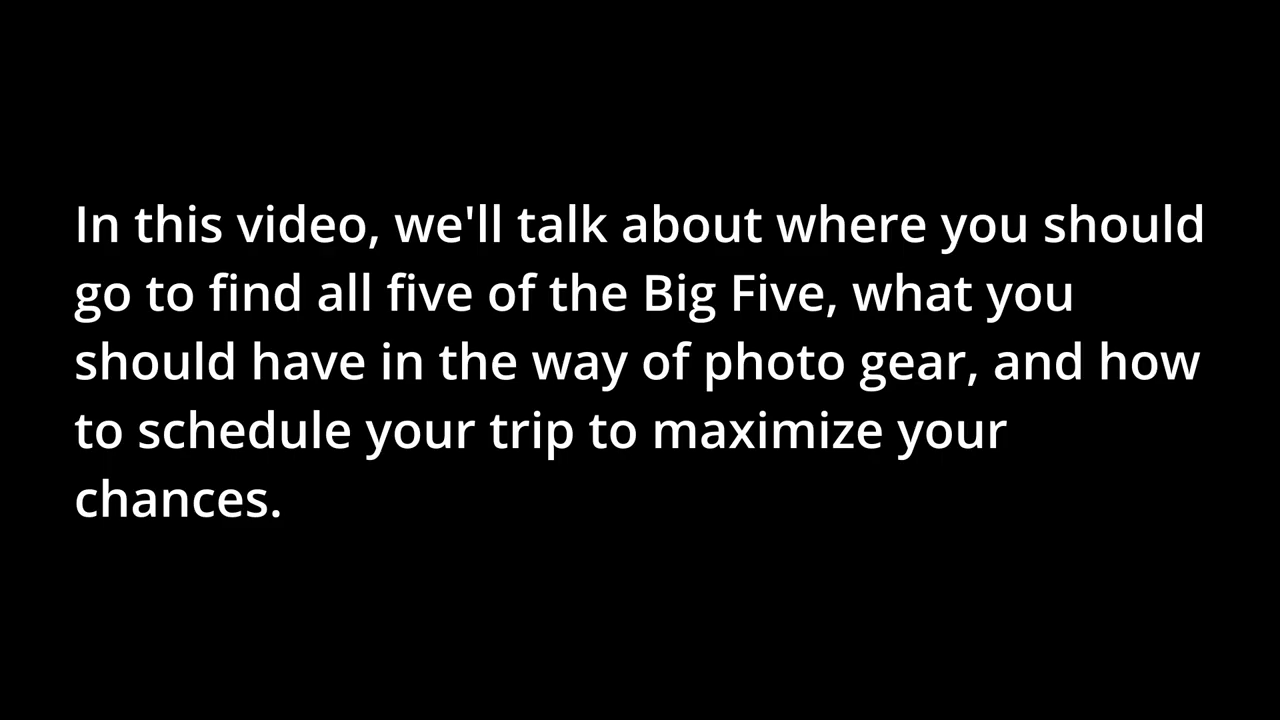 In this video, we'll talk about where you should
go to find all five of the Big Five, what you
should have in the way of photo gear, and how
to schedule your trip to maximize your
chances.